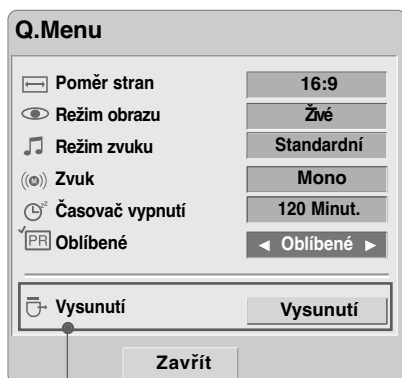 Q.Menu
Poměr stran 16:9
Režim obrazu Živé
Režim zvuku Standardní
((M)) Zvuk Mono
Časovač vypnutí 120 Minut.
PR Oblíbené ◄ Oblíbené ►
Vysunutí Vysunutí
Zavřít